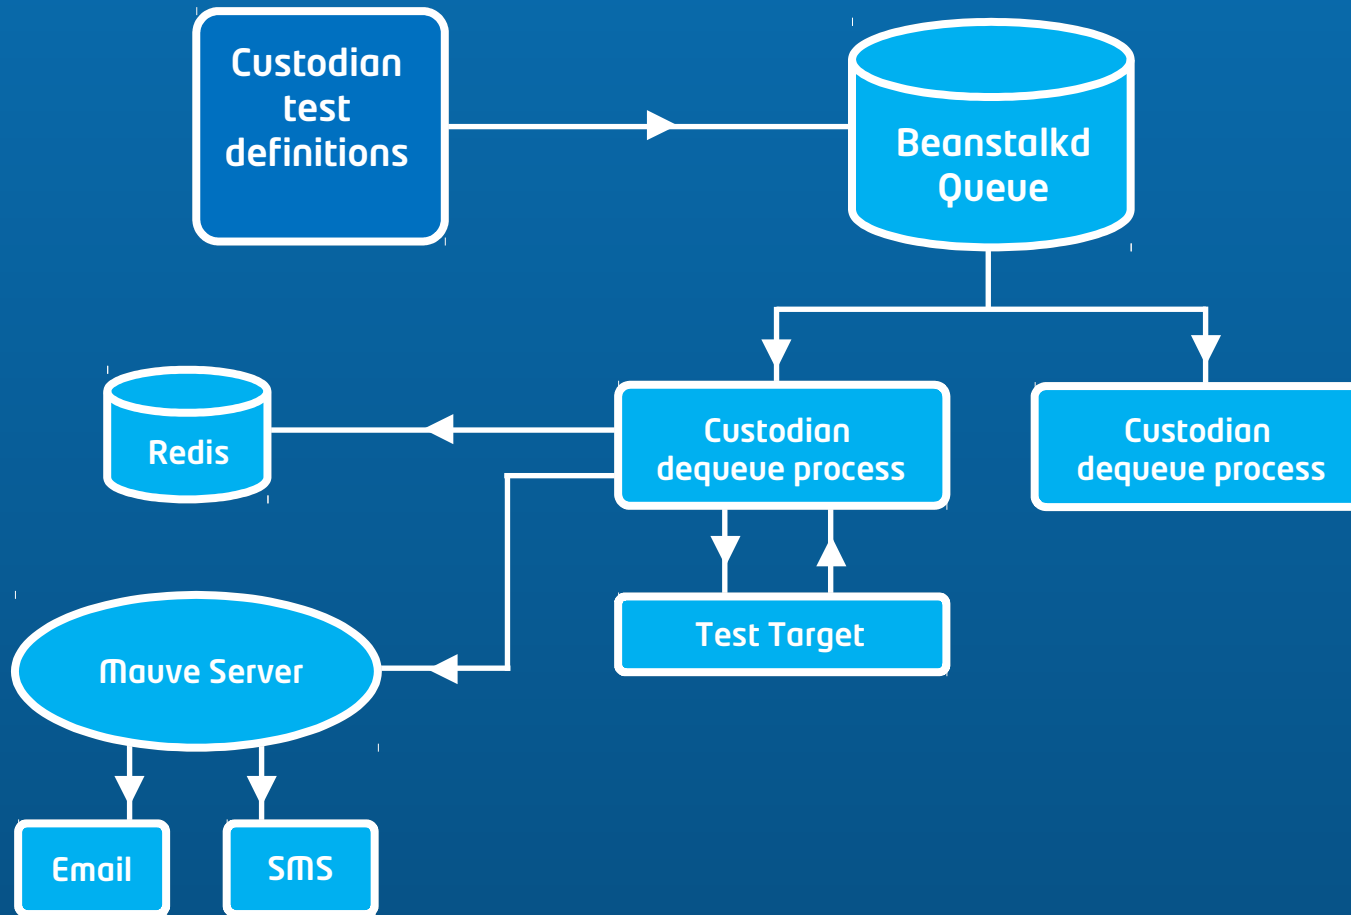 Custodian
test
definitions
Beanstalkd
Queue
Redis
Custodian
dequeue process
Custodian
dequeue process
Test Target
Mauve Server
Email
SMS